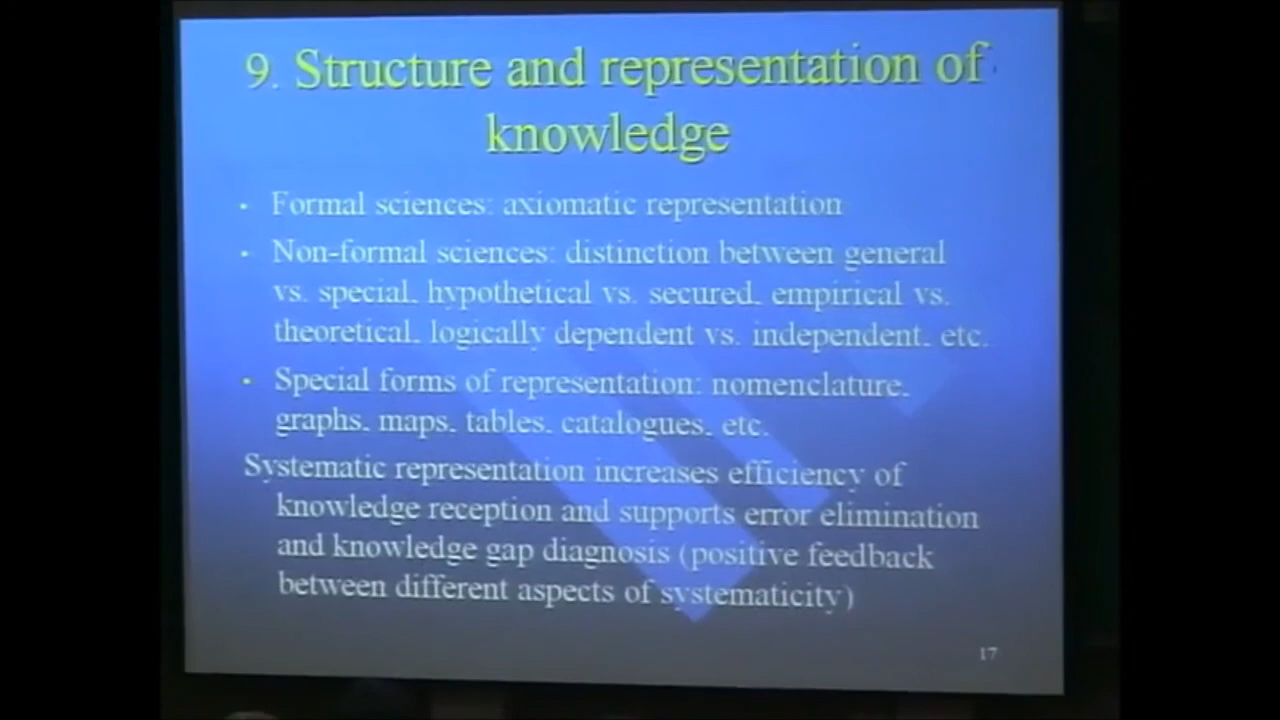 9. Structure and representation of
knowledge
• Formal sciences: axiomatic representation
• Non-formal sciences: distinction between general
vs. special, hypothetical vs. secured, empirical vs.
theoretical, logically dependent vs. independent, etc.
• Special forms of representation: nomenclature,
graphs, maps, tables, catalogues, etc.
Systematic representation increases efficiency of
knowledge reception and supports error elimination
and knowledge gap diagnosis (positive feedback
between different aspects of systematicity)
17